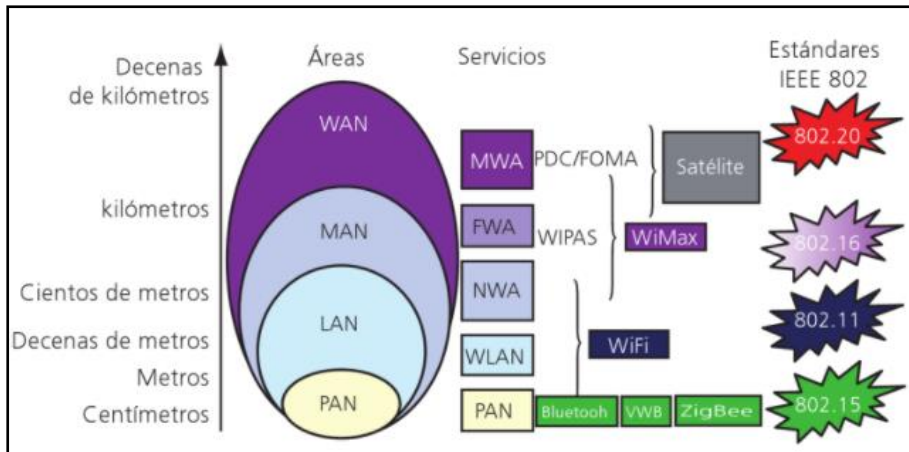 Decenas
de kilómetros
Áreas
Servicios
Estándares
IEEE 802
WAN
MWA
PDC/FOMA
Satélite
802.20
kilómetros
MAN
FWA
WIPAS
WiMax
802.16
Cientos de metros
NWA
802.11
Decenas de metros
LAN
WLAN
WiFi
Metros
Centímetros
PAN
PAN
Bluetooh
VWB
ZigBee
802.15